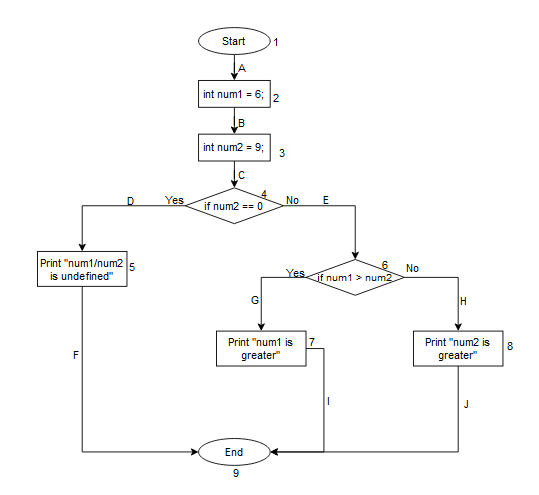 Start 1
A
int num1 = 6; 2
B
int num2 = 9; 3
C
4
D Yes if num2 == 0 No E
Print "num1/num2
is undefined" 5
6
Yes if num1 > num2 No
G H
Print "num1 is 7
greater"
Print "num2 is
greater" 8
F
I J
End
9